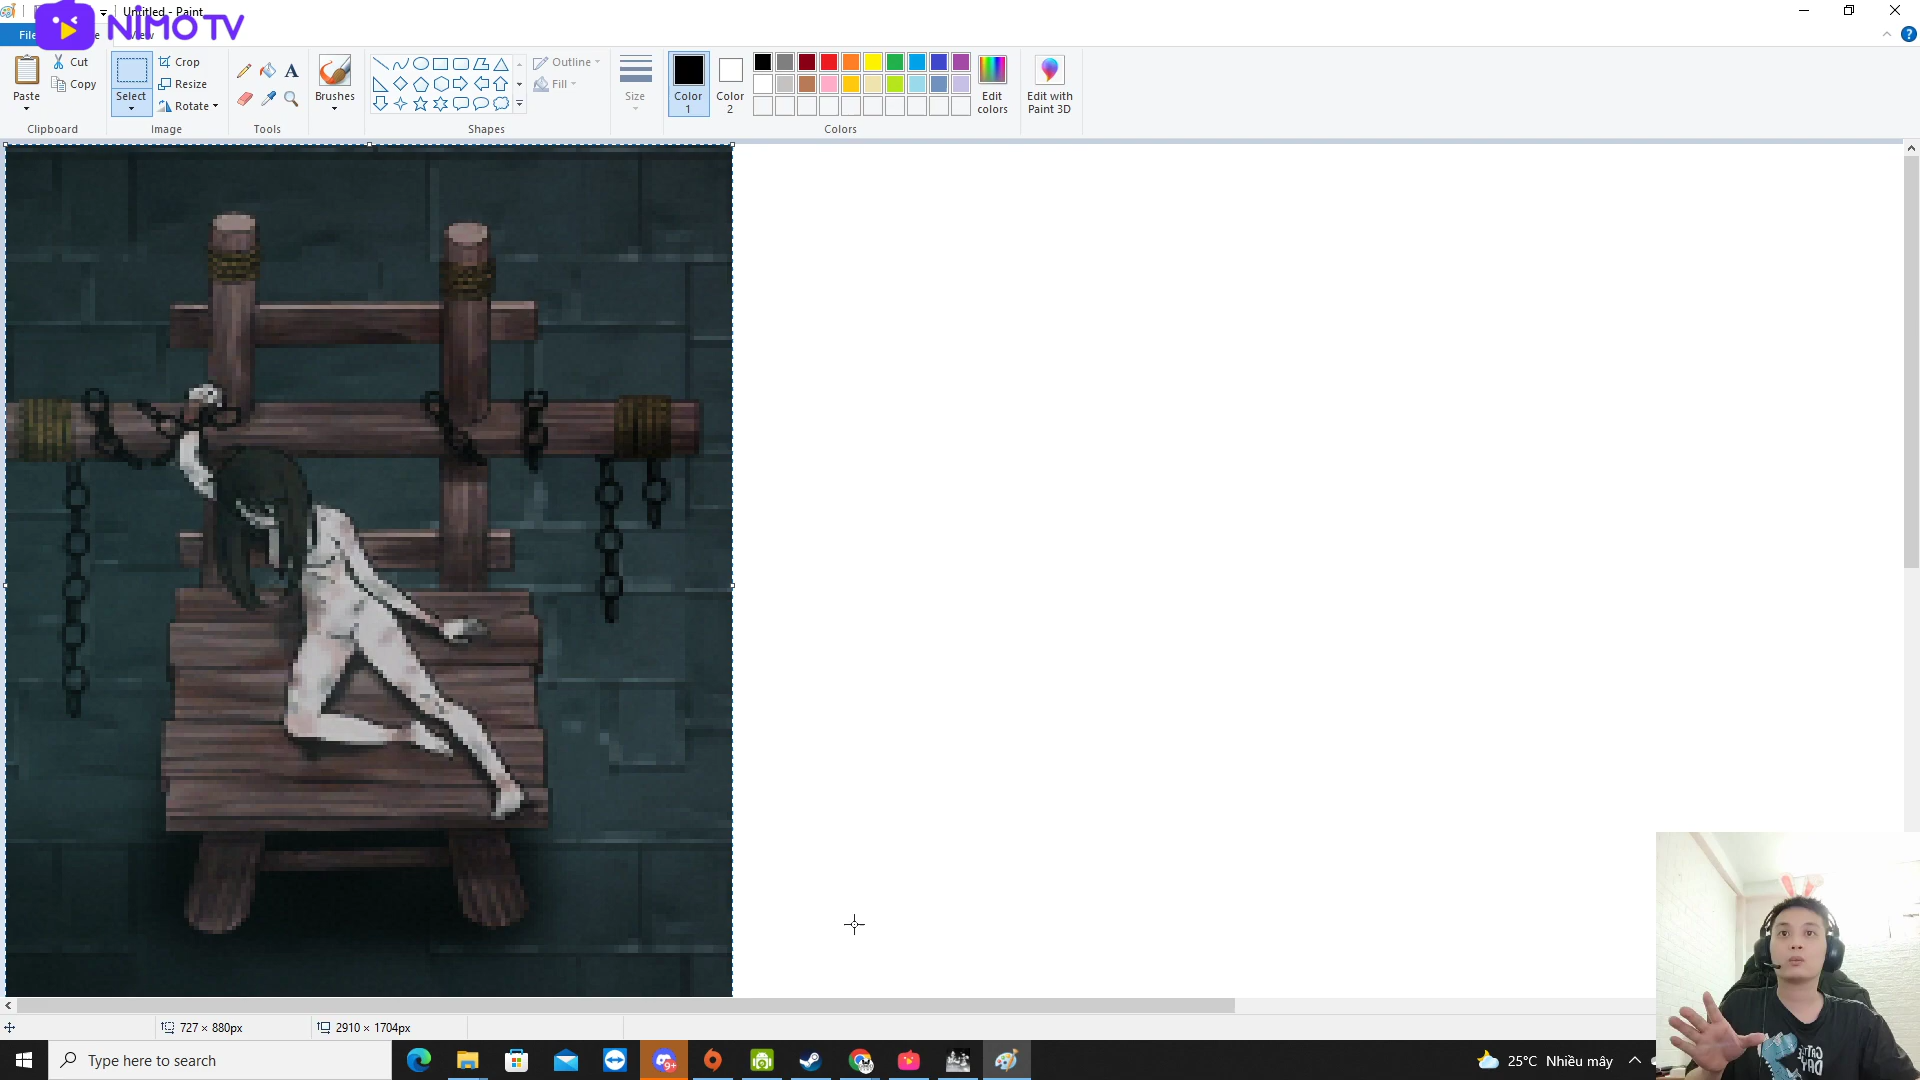 Untitled - Paint
NIMO TV
File
View
Paste
Cut
Copy
Clipboard
Select
Crop
Resize
Rotate
Image
A
Tools
Brushes
Shapes
Outline
Fill
Size
Color
1
Color
2
Colors
Edit
colors
Edit with
Paint 3D
?
727 × 880px
2910 × 1704px
Type here to search
9+
25°C Nhiều mây